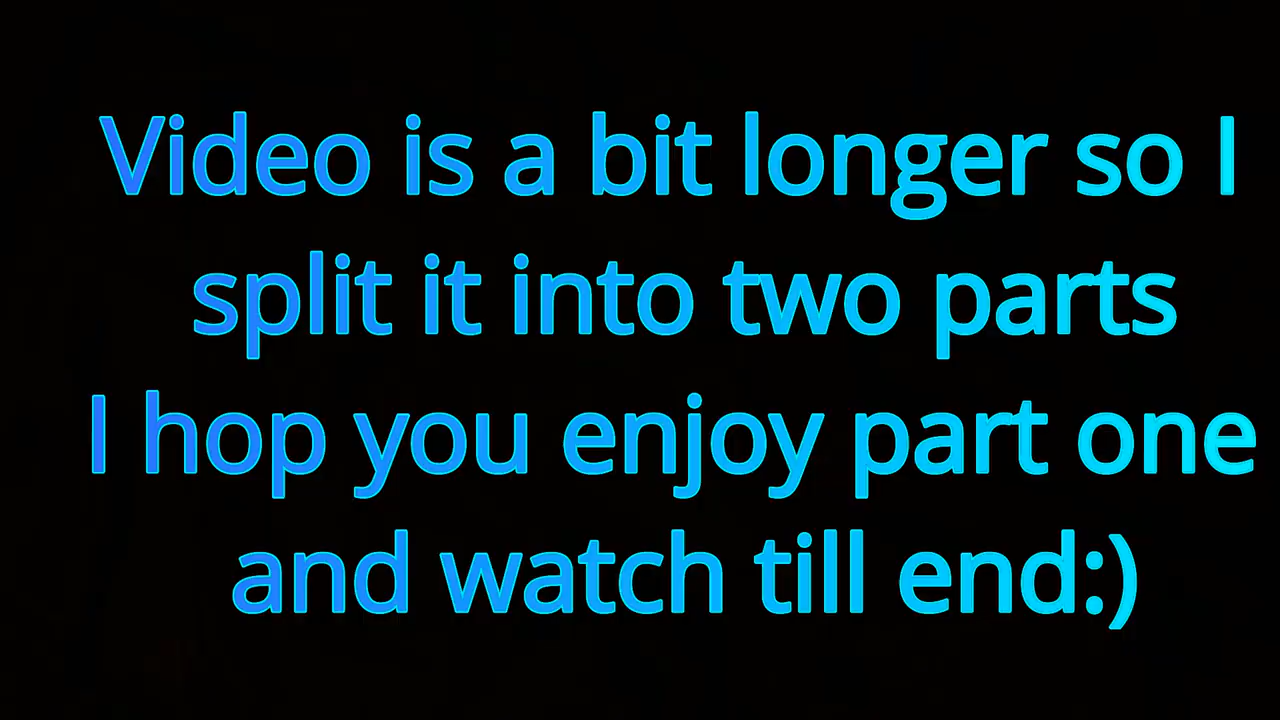 Video is a bit longer so I
split it into two parts
I hop you enjoy part one
and watch till end:)